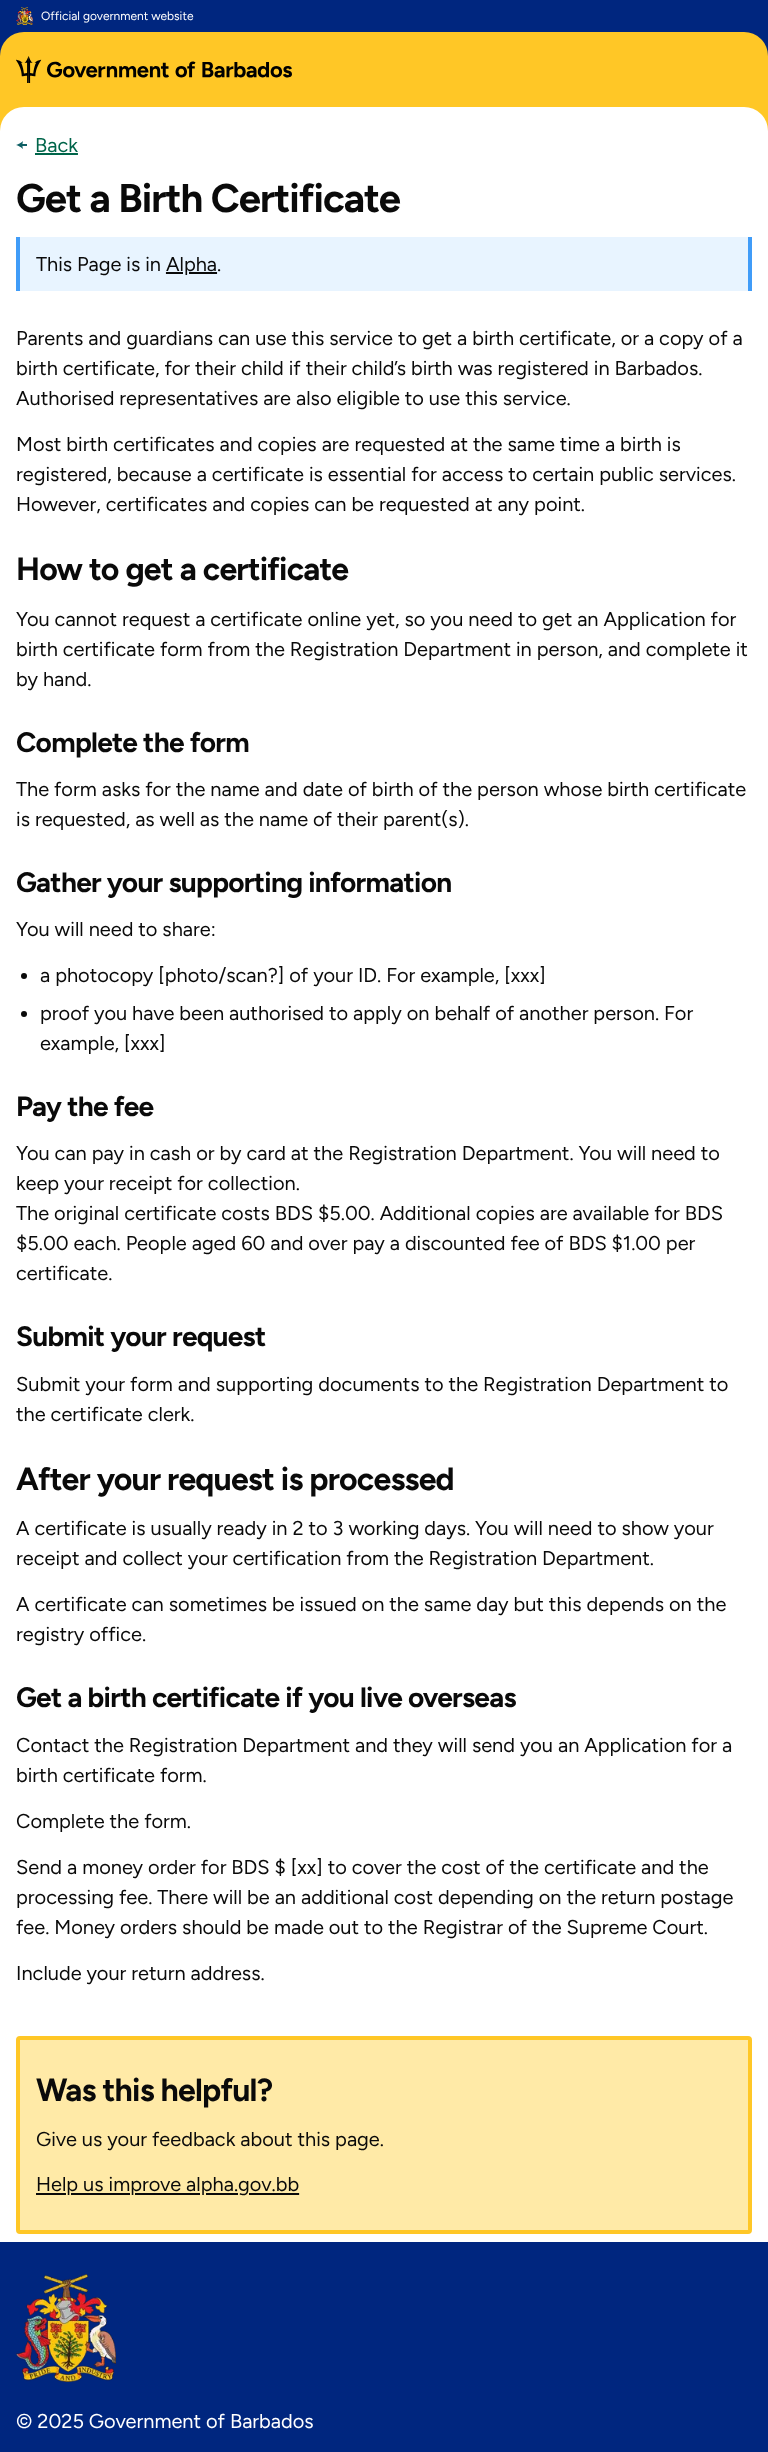 Official government website
Government of Barbados
← Back
Get a Birth Certificate
This Page is in Alpha.
Parents and guardians can use this service to get a birth certificate, or a copy of a
birth certificate, for their child if their child’s birth was registered in Barbados.
Authorised representatives are also eligible to use this service.
Most birth certificates and copies are requested at the same time a birth is
registered, because a certificate is essential for access to certain public services.
However, certificates and copies can be requested at any point.
How to get a certificate
You cannot request a certificate online yet, so you need to get an Application for
birth certificate form from the Registration Department in person, and complete it
by hand.
Complete the form
The form asks for the name and date of birth of the person whose birth certificate
is requested, as well as the name of their parent(s).
Gather your supporting information
You will need to share:
• a photocopy [photo/scan?] of your ID. For example, [xxx]
• proof you have been authorised to apply on behalf of another person. For
example, [xxx]
Pay the fee
You can pay in cash or by card at the Registration Department. You will need to
keep your receipt for collection.
The original certificate costs BDS $5.00. Additional copies are available for BDS
$5.00 each. People aged 60 and over pay a discounted fee of BDS $1.00 per
certificate.
Submit your request
Submit your form and supporting documents to the Registration Department to
the certificate clerk.
After your request is processed
A certificate is usually ready in 2 to 3 working days. You will need to show your
receipt and collect your certification from the Registration Department.
A certificate can sometimes be issued on the same day but this depends on the
registry office.
Get a birth certificate if you live overseas
Contact the Registration Department and they will send you an Application for a
birth certificate form.
Complete the form.
Send a money order for BDS $ [xx] to cover the cost of the certificate and the
processing fee. There will be an additional cost depending on the return postage
fee. Money orders should be made out to the Registrar of the Supreme Court.
Include your return address.
Was this helpful?
Give us your feedback about this page.
Help us improve alpha.gov.bb
PRIDE AND INDUSTRY
© 2025 Government of Barbados